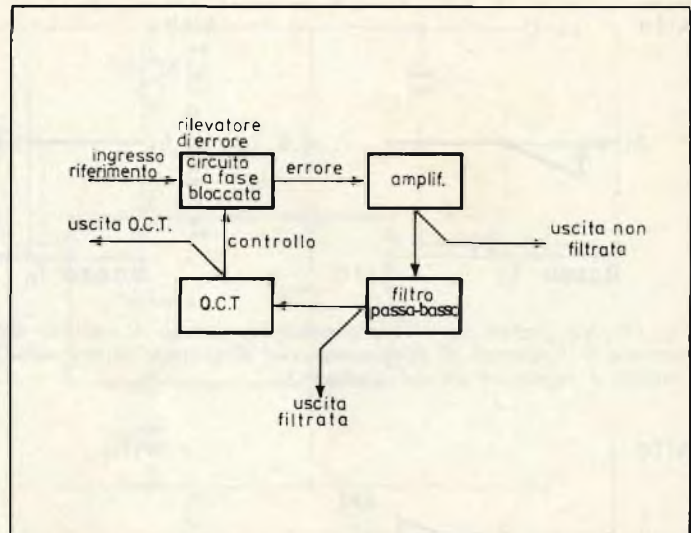 rilevatore
di errore
ingresso
riferimento
circuito
a fase
bloccata
errore
amplif.
uscita O.C.T.
controllo
uscita non
filtrata
O.C.T
filtro
passa-basso
uscita
filtrata